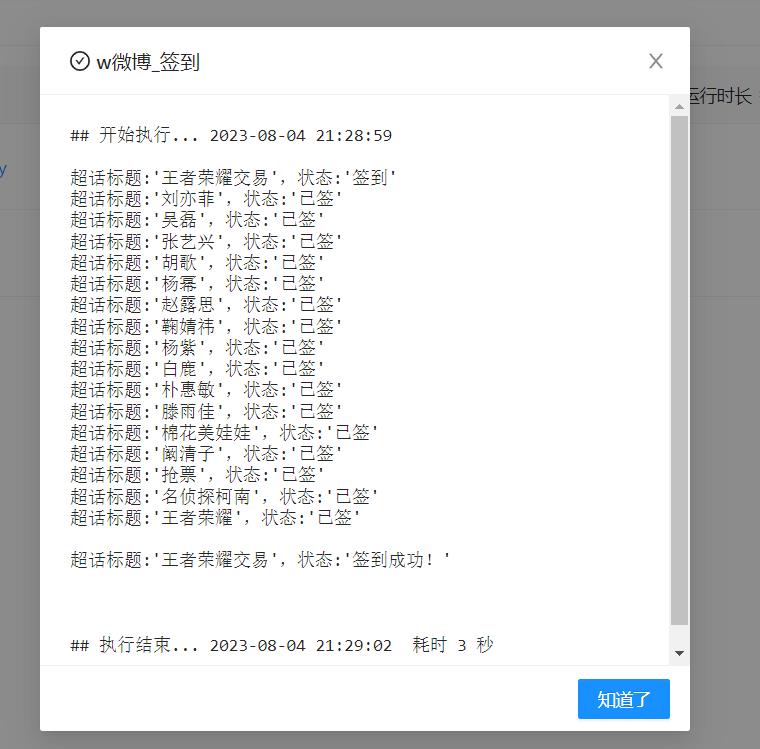 w微博_签到
运行时长
y
## 开始执行... 2023-08-04 21:28:59
超话标题:'王者荣耀交易', 状态:'签到'
超话标题:'刘亦菲', 状态:'已签'
超话标题:'吴磊', 状态:'已签'
超话标题:'张艺兴', 状态:'已签'
超话标题:'胡歌', 状态:'已签'
超话标题:'杨幂', 状态:'已签'
超话标题:'赵露思', 状态:'已签'
超话标题:'鞠婧祎', 状态:'已签'
超话标题:'杨紫', 状态:'已签'
超话标题:'白鹿', 状态:'已签'
超话标题:'朴惠敏', 状态:'已签'
超话标题:'滕雨佳', 状态:'已签'
超话标题:'棉花美娃娃', 状态:'已签'
超话标题:'阚清子', 状态:'已签'
超话标题:'抢票', 状态:'已签'
超话标题:'名侦探柯南', 状态:'已签'
超话标题:'王者荣耀', 状态:'已签'
超话标题:'王者荣耀交易', 状态:'签到成功！'
## 执行结束... 2023-08-04 21:29:02 耗时 3 秒
知道了